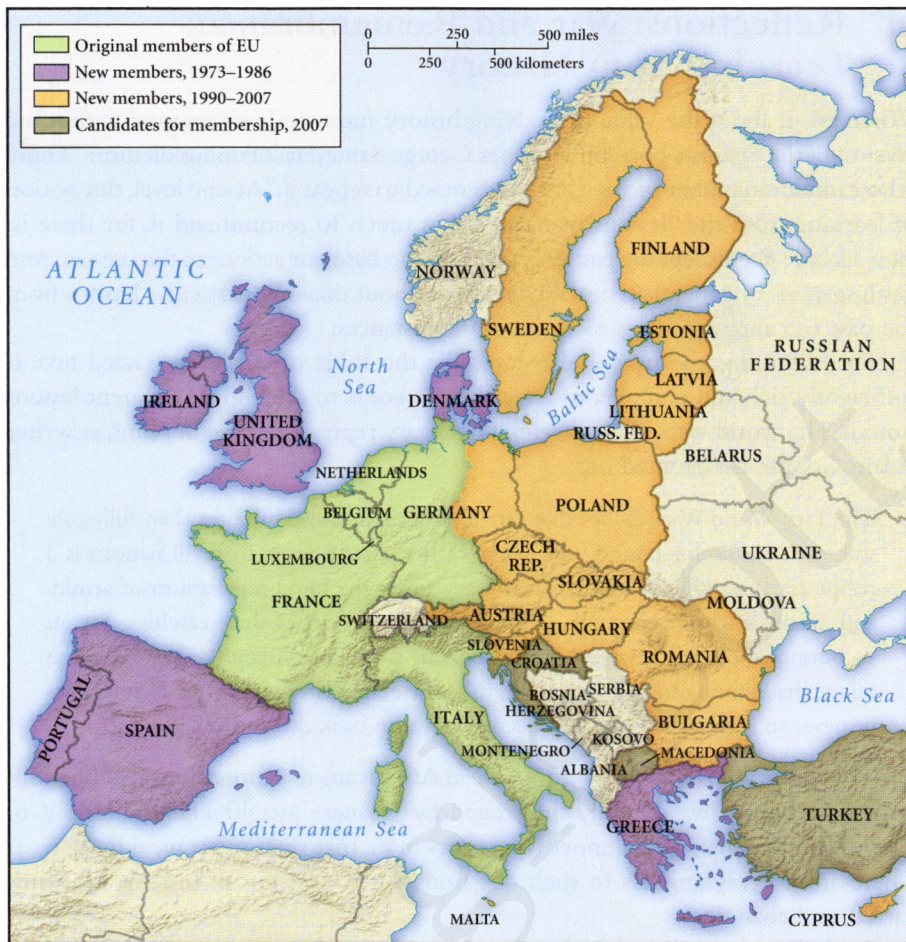 Original members of EU
New members, 1973–1986
New members, 1990–2007
Candidates for membership, 2007
0 250 500 miles
0 250 500 kilometers
ATLANTIC
OCEAN
NORWAY
FINLAND
SWEDEN
ESTONIA
RUSSIAN
FEDERATION
North
Sea
Baltic Sea
LATVIA
IRELAND
DENMARK
LITHUANIA
UNITED
KINGDOM
RUSS. FED.
BELARUS
NETHERLANDS
BELGIUM
GERMANY
POLAND
LUXEMBOURG
CZECH
REP.
UKRAINE
SLOVAKIA
FRANCE
SWITZERLAND
AUSTRIA
MOLDOVA
HUNGARY
SLOVENIA
CROATIA
ROMANIA
BOSNIA
HERZEGOVINA
SERBIA
Black Sea
PORTUGAL
SPAIN
ITALY
BULGARIA
MONTENEGRO
KOSOVO
ALBANIA
MACEDONIA
GREECE
TURKEY
Mediterranean Sea
MALTA
CYPRUS